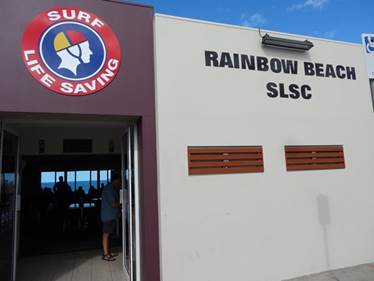 SURF
LIFE SAVING
RAINBOW BEACH
SLSC